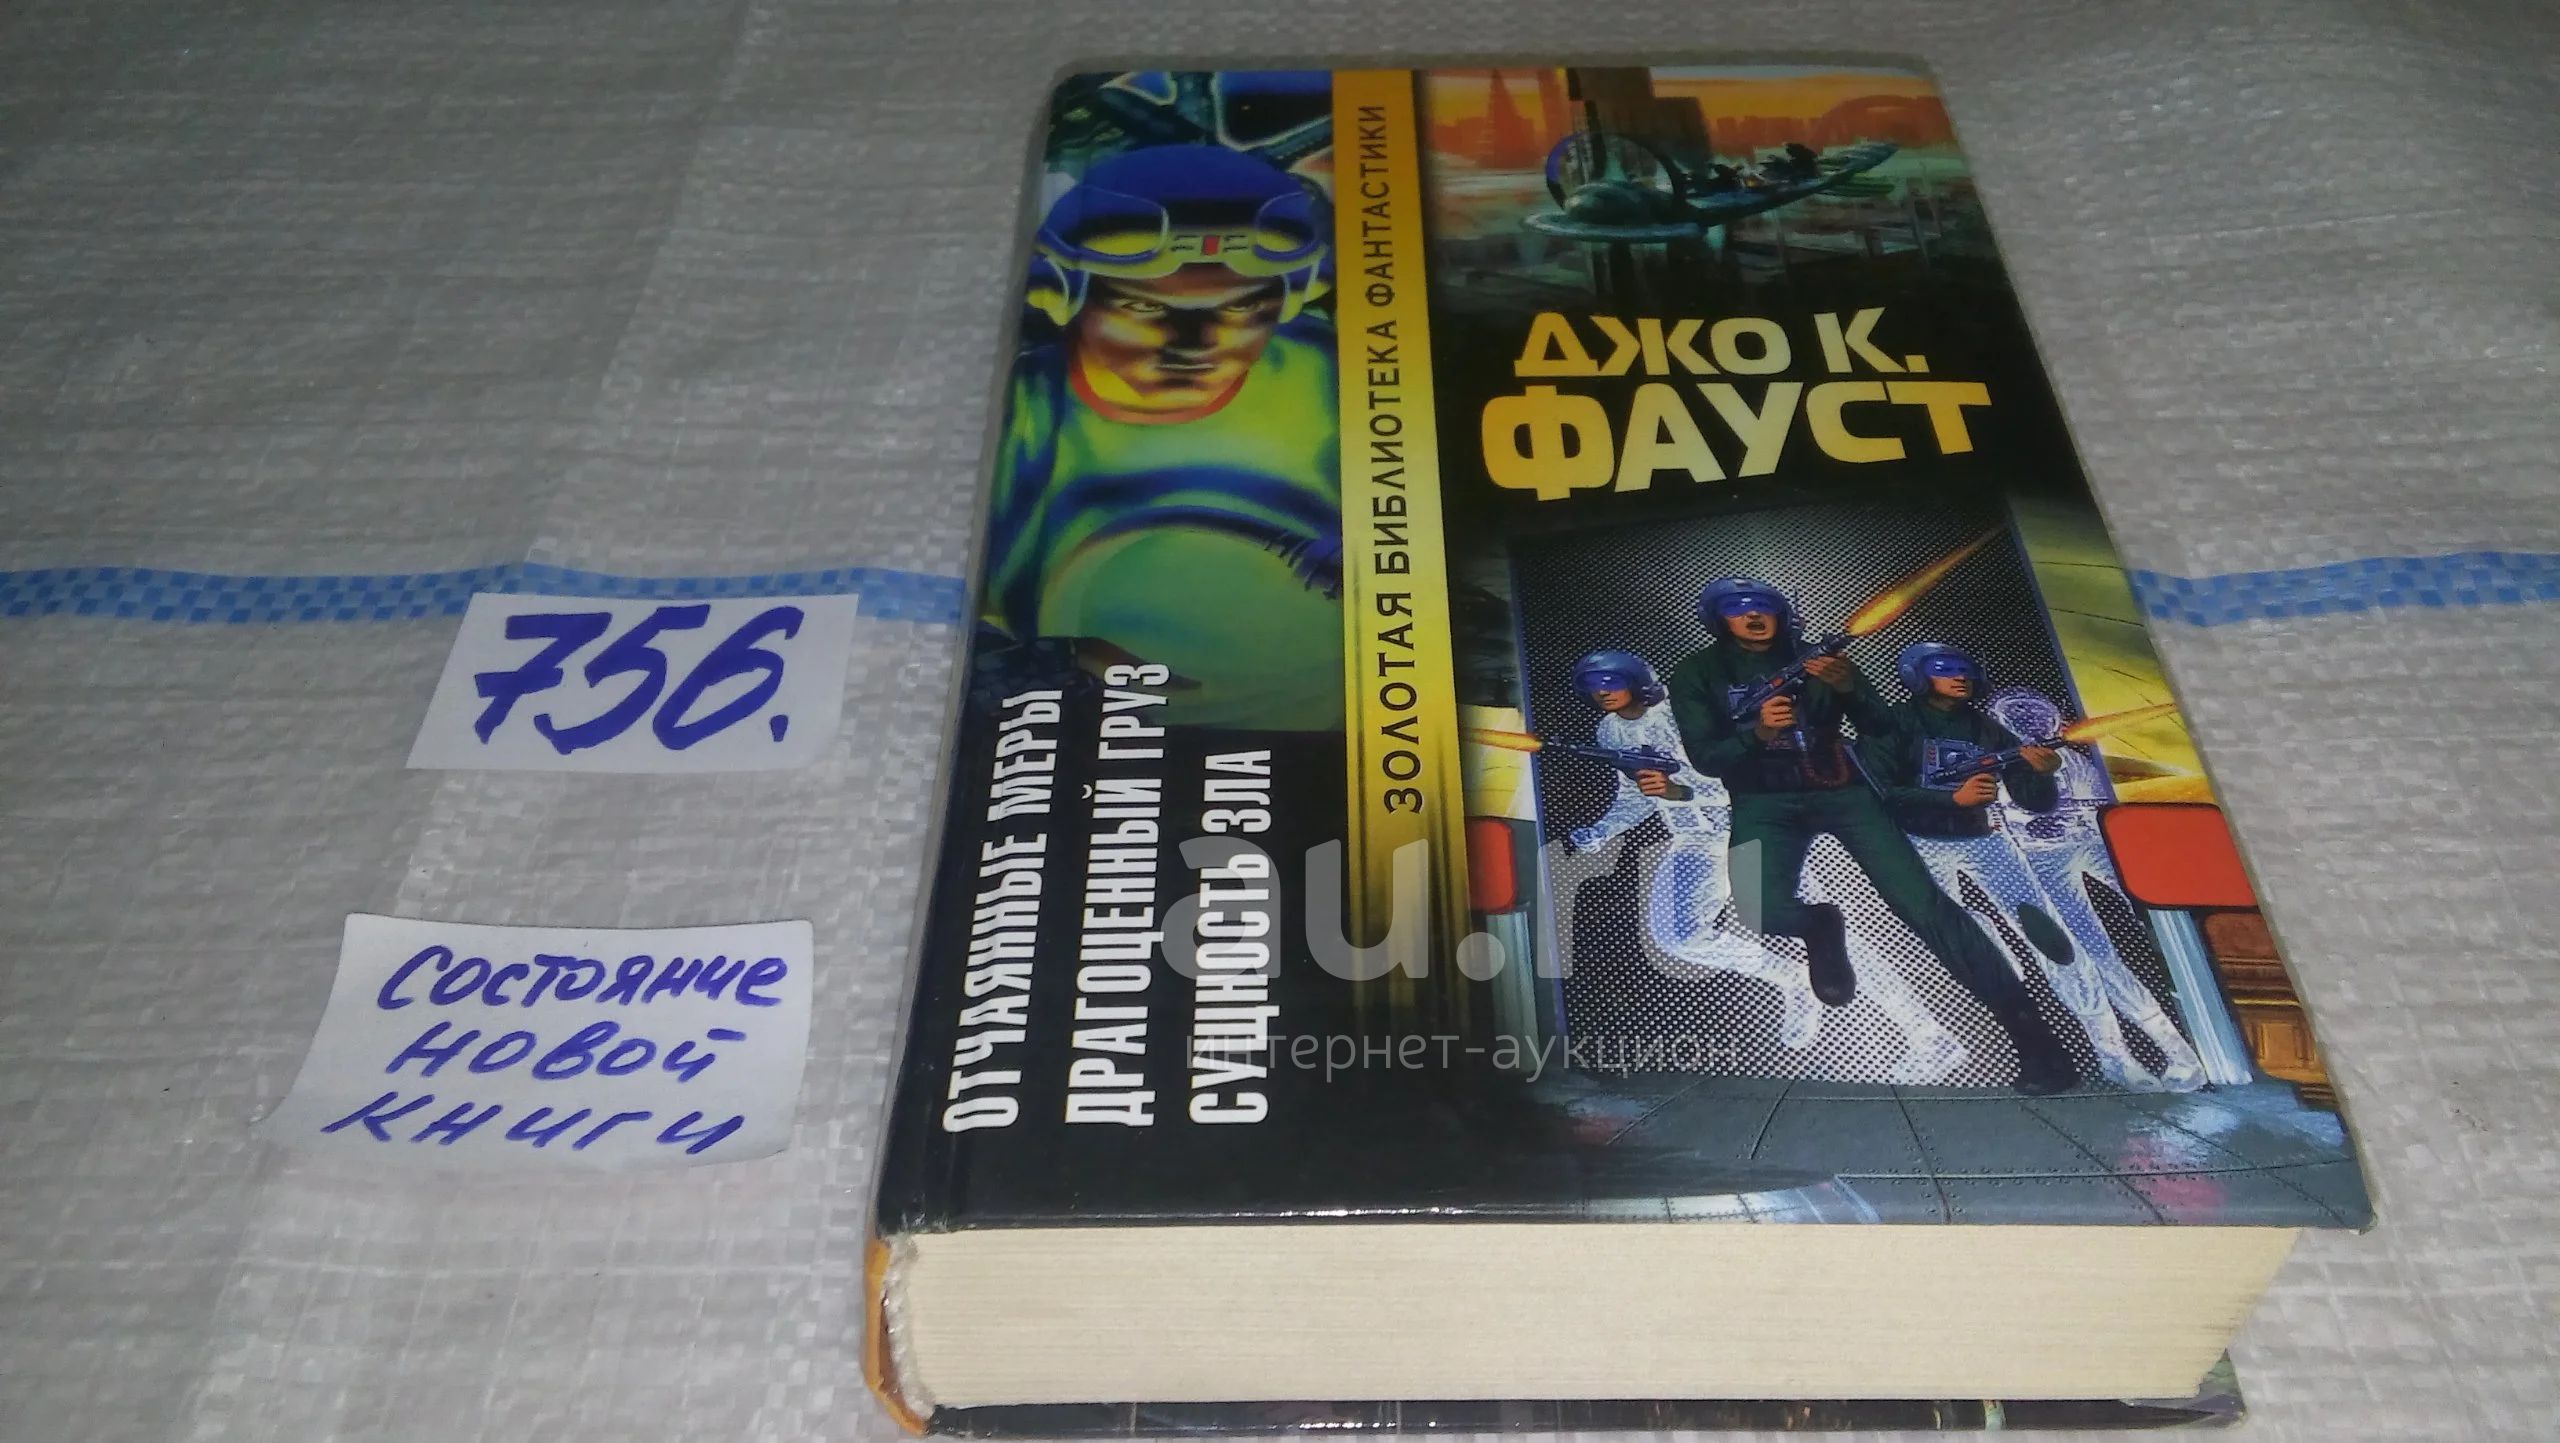 756.
состояние
новой
книги
ОТЧАЯННЫЕ МЕРЫ
ДРАГОЦЕННЫЙ ГРУЗ
СУЩНОСТЬ ЗЛА
ЗОЛОТАЯ БИБЛИОТЕКА ФАНТАСТИКИ
ДЖО К.
ФАУСТ
au.ru
интернет-аукцион